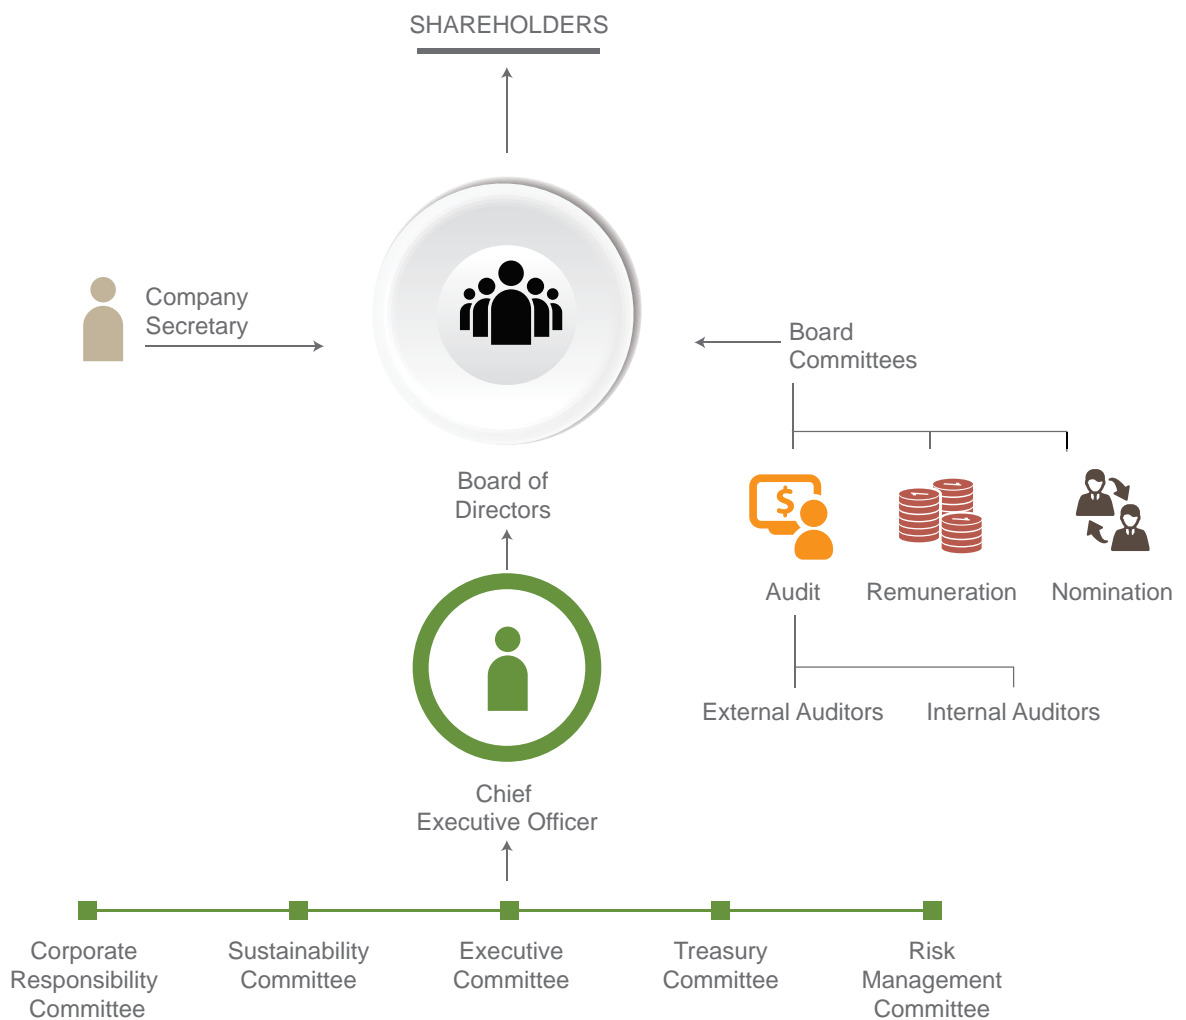 SHAREHOLDERS
Company
Secretary
Board
Committees
Board of
Directors
Audit
Remuneration
Nomination
External Auditors
Internal Auditors
Chief
Executive Officer
Corporate
Responsibility
Committee
Sustainability
Committee
Executive
Committee
Treasury
Committee
Risk
Management
Committee